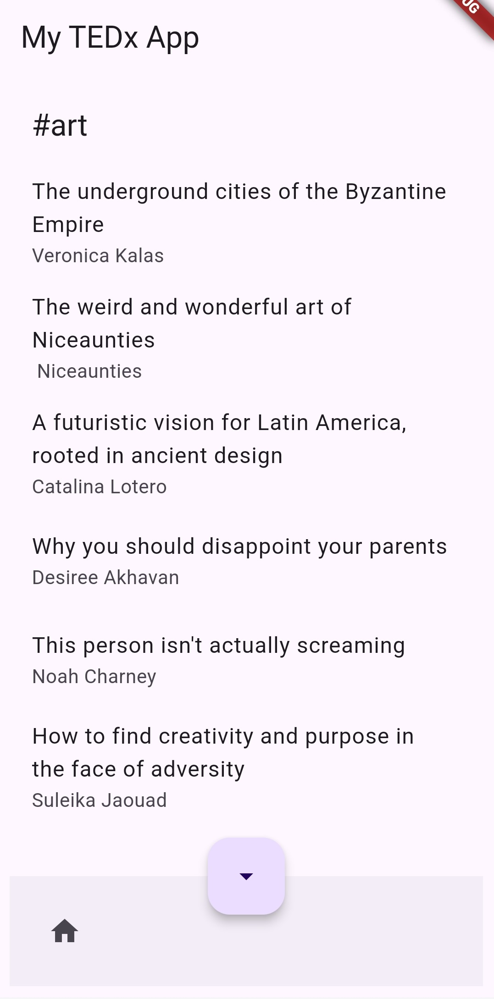 My TEDx App
#art
The underground cities of the Byzantine
Empire
Veronica Kalas
The weird and wonderful art of
Niceaunties
Niceaunties
A futuristic vision for Latin America,
rooted in ancient design
Catalina Lotero
Why you should disappoint your parents
Desiree Akhavan
This person isn't actually screaming
Noah Charney
How to find creativity and purpose in
the face of adversity
Suleika Jaouad